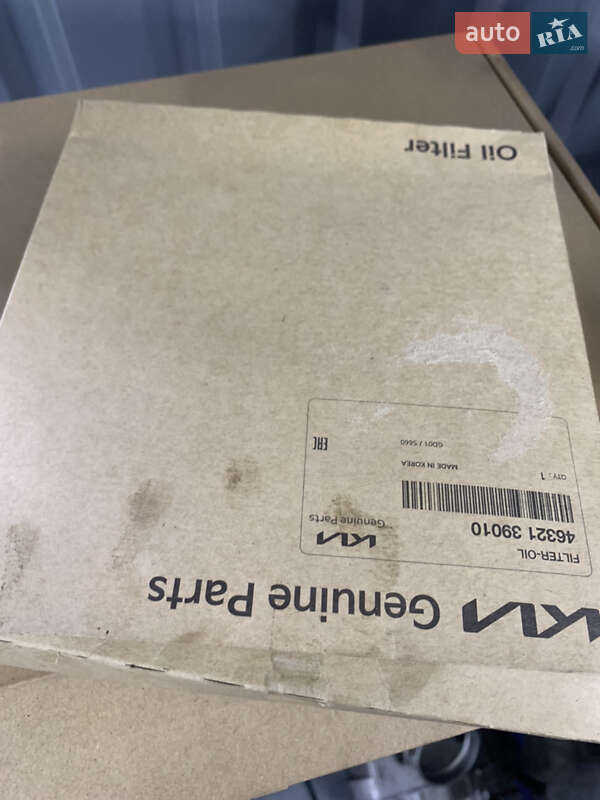 auto RIA.com
KIA Genuine Parts
FILTER-OIL
46321 39010
KIA
Genuine Parts
QTY : 1
MADE IN KOREA
GD01 / S660
EAC
Oil Filter